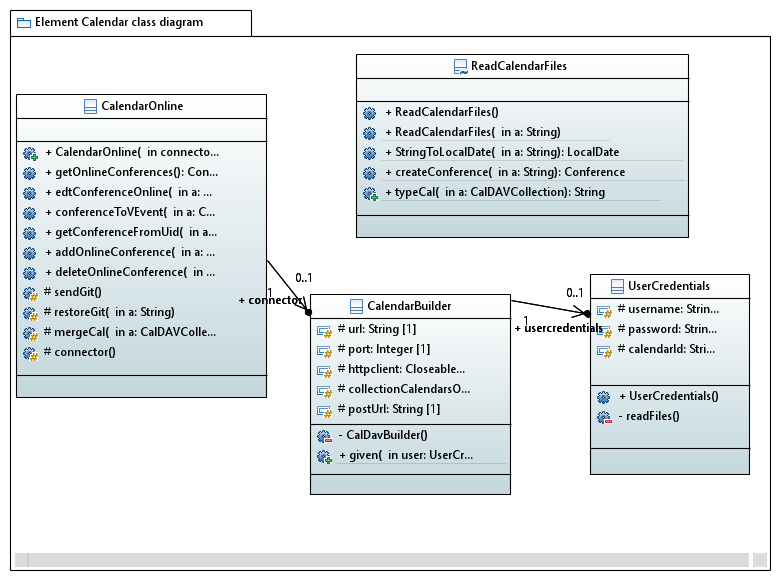 Element Calendar class diagram
ReadCalendarFiles
+ ReadCalendarFiles()
+ ReadCalendarFiles( in a: String)
+ StringToLocalDate( in a: String): LocalDate
+ createConference( in a: String): Conference
+ typeCal( in a: CalDAVCollection): String
CalendarOnline
+ CalendarOnline( in connecto...
+ getOnlineConferences(): Con...
+ edtConferenceOnline( in a: ...
+ conferenceToVEvent( in a: C...
+ getConferenceFromUid( in a...
+ addOnlineConference( in a: ...
+ deleteOnlineConference( in ...
# sendGit()
# restoreGit( in a: String)
# mergeCal( in a: CalDAVColle...
# connector()
0..1
1
+ connector
CalendarBuilder
# url: String [1]
# port: Integer [1]
# httpclient: Closeable...
# collectionCalendarsO...
# postUrl: String [1]
- CalDavBuilder()
+ given( in user: UserCr...
0..1
1
+ usercredentials
UserCredentials
# username: Strin...
# password: Strin...
# calendarId: Stri...
+ UserCredentials()
- readFiles()